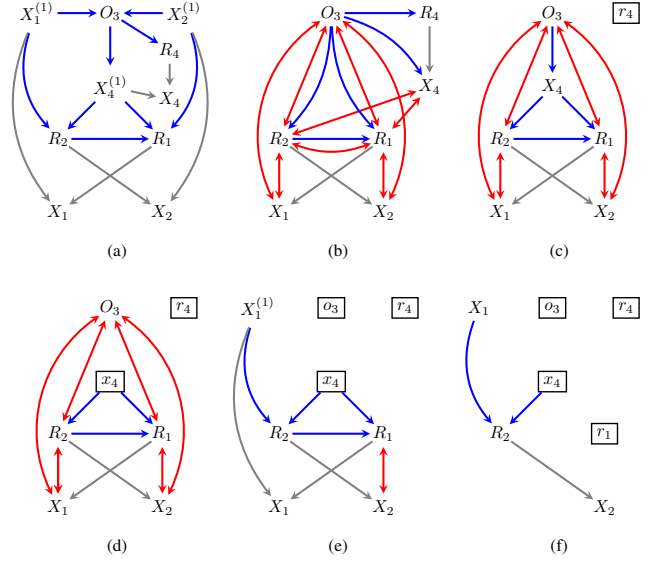 X_1^{(1)} O_3 X_2^{(1)}
R_4
X_4^{(1)} X_4
R_2 R_1
X_1 X_2
(a)
O_3 R_4
X_4
R_2 R_1
X_1 X_2
(b)
O_3 r_4
X_4
R_2 R_1
X_1 X_2
(c)
O_3 r_4
x_4
R_2 R_1
X_1 X_2
(d)
X_1^{(1)} o_3 r_4
x_4
R_2 R_1
X_1 X_2
(e)
X_1 o_3 r_4
x_4
R_2 r_1
X_2
(f)